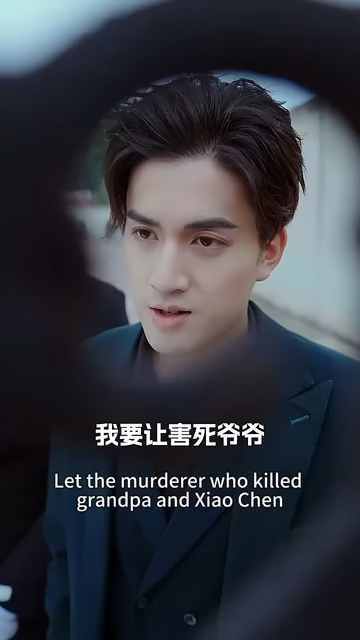 我要让害死爷爷
Let the murderer who killed
grandpa and Xiao Chen